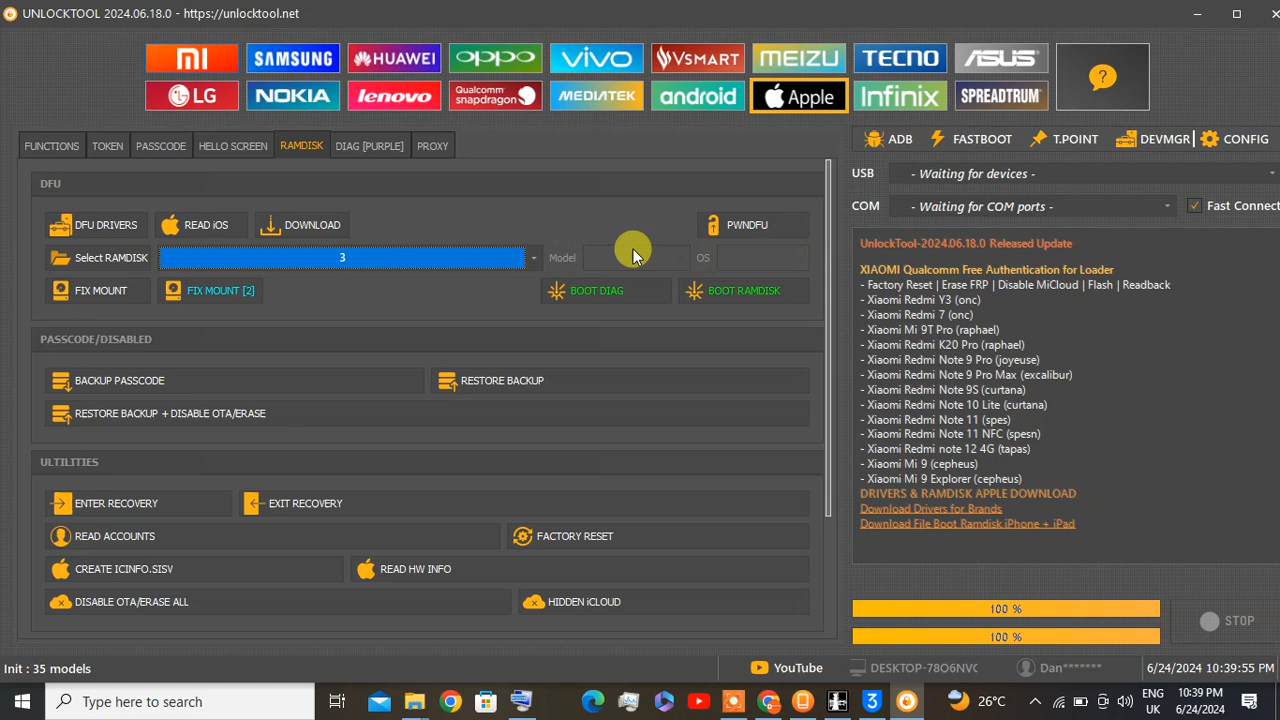 UNLOCKTOOL 2024.06.18.0 - https://unlocktool.net
MI SAMSUNG HUAWEI oppo vivo VSMART MEIZU TECNO ASUS ?
LG NOKIA lenovo Qualcomm snapdragon MEDIATEK android Apple Infinix SPREADTRUM
FUNCTIONS TOKEN PASSCODE HELLO SCREEN RAMDISK DIAG [PURPLE] PROXY
ADB FASTBOOT T.POINT DEVMGR CONFIG
DFU
USB - Waiting for devices -
COM - Waiting for COM ports - Fast Connect
DFU DRIVERS READ iOS DOWNLOAD PWNDFU
Select RAMDISK 3 Model OS
FIX MOUNT FIX MOUNT [2] BOOT DIAG BOOT RAMDISK
PASSCODE/DISABLED
BACKUP PASSCODE RESTORE BACKUP
RESTORE BACKUP + DISABLE OTA/ERASE
ULTILITIES
ENTER RECOVERY EXIT RECOVERY
READ ACCOUNTS FACTORY RESET
CREATE ICINFO.SISV READ HW INFO
DISABLE OTA/ERASE ALL HIDDEN iCLOUD
UnlockTool-2024.06.18.0 Released Update
XIAOMI Qualcomm Free Authentication for Loader
- Factory Reset | Erase FRP | Disable MiCloud | Flash | Readback
- Xiaomi Redmi Y3 (onc)
- Xiaomi Redmi 7 (onc)
- Xiaomi Mi 9T Pro (raphael)
- Xiaomi Redmi K20 Pro (raphael)
- Xiaomi Redmi Note 9 Pro (joyeuse)
- Xiaomi Redmi Note 9 Pro Max (excalibur)
- Xiaomi Redmi Note 9S (curtana)
- Xiaomi Redmi Note 10 Lite (curtana)
- Xiaomi Redmi Note 11 (spes)
- Xiaomi Redmi Note 11 NFC (spesn)
- Xiaomi Redmi note 12 4G (tapas)
- Xiaomi Mi 9 (cepheus)
- Xiaomi Mi 9 Explorer (cepheus)
DRIVERS & RAMDISK APPLE DOWNLOAD
Download Drivers for Brands
Download File Boot Ramdisk iPhone + iPad
100 %
100 %
STOP
Init : 35 models YouTube DESKTOP-78O6NVC Dan******* 6/24/2024 10:39:55 PM
Type here to search 3 26°C ENG 10:39 PM
UK 6/24/2024